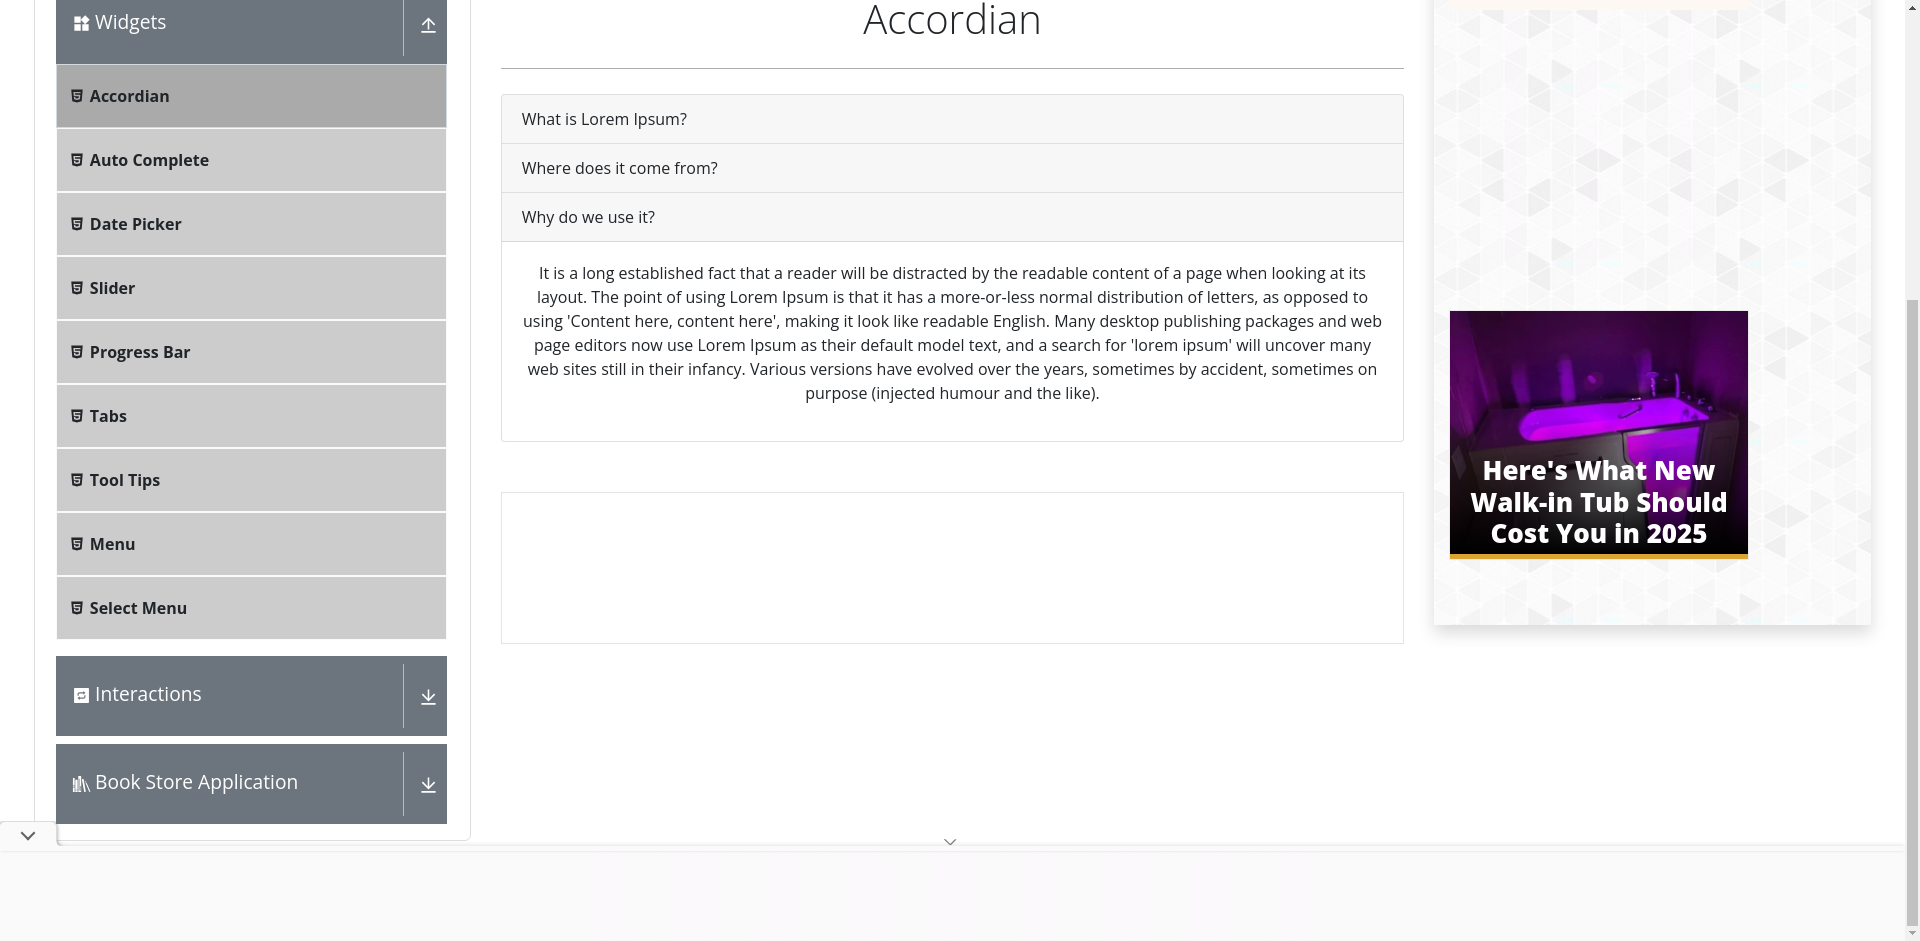 Widgets
Accordian
Auto Complete
Date Picker
Slider
Progress Bar
Tabs
Tool Tips
Menu
Select Menu
Interactions
Book Store Application
Accordian
What is Lorem Ipsum?
Where does it come from?
Why do we use it?
It is a long established fact that a reader will be distracted by the readable content of a page when looking at its
layout. The point of using Lorem Ipsum is that it has a more-or-less normal distribution of letters, as opposed to
using 'Content here, content here', making it look like readable English. Many desktop publishing packages and web
page editors now use Lorem Ipsum as their default model text, and a search for 'lorem ipsum' will uncover many
web sites still in their infancy. Various versions have evolved over the years, sometimes by accident, sometimes on
purpose (injected humour and the like).
Here's What New
Walk-in Tub Should
Cost You in 2025